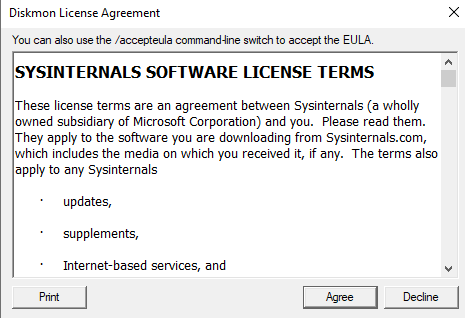 Diskmon License Agreement
You can also use the /accepteula command-line switch to accept the EULA.
SYSINTERNALS SOFTWARE LICENSE TERMS
These license terms are an agreement between Sysinternals (a wholly
owned subsidiary of Microsoft Corporation) and you.  Please read them.
They apply to the software you are downloading from Sysinternals.com,
which includes the media on which you received it, if any.  The terms also
apply to any Sysinternals
· updates,
· supplements,
· Internet-based services, and
Print Agree Decline